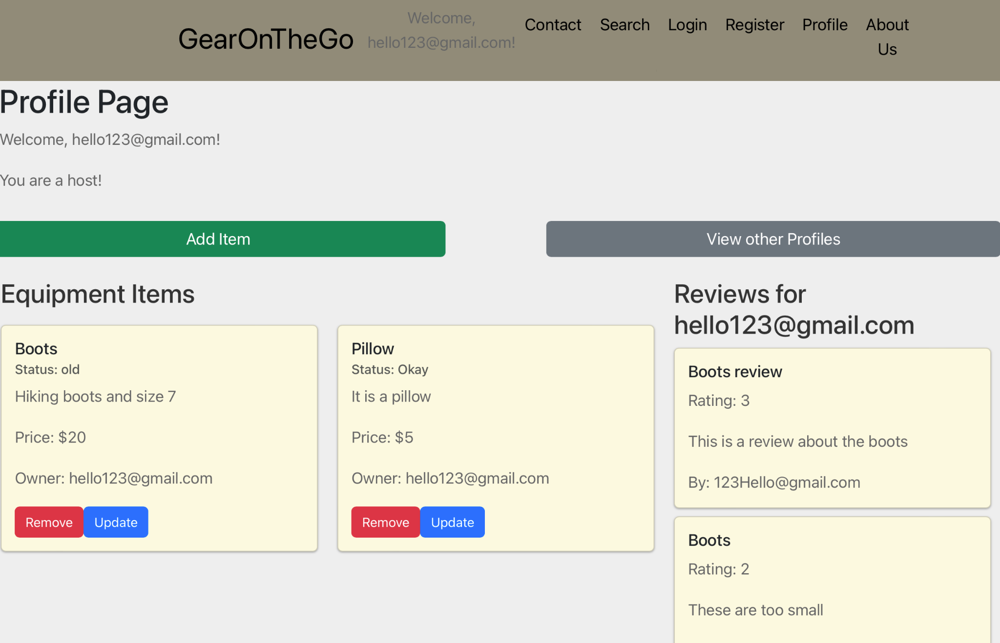 GearOnTheGo
Welcome,
hello123@gmail.com!
Contact
Search
Login
Register
Profile
About
Us
Profile Page
Welcome, hello123@gmail.com!
You are a host!
Add Item
View other Profiles
Equipment Items
Boots
Status: old
Hiking boots and size 7
Price: $20
Owner: hello123@gmail.com
Remove
Update
Pillow
Status: Okay
It is a pillow
Price: $5
Owner: hello123@gmail.com
Remove
Update
Reviews for
hello123@gmail.com
Boots review
Rating: 3
This is a review about the boots
By: 123Hello@gmail.com
Boots
Rating: 2
These are too small